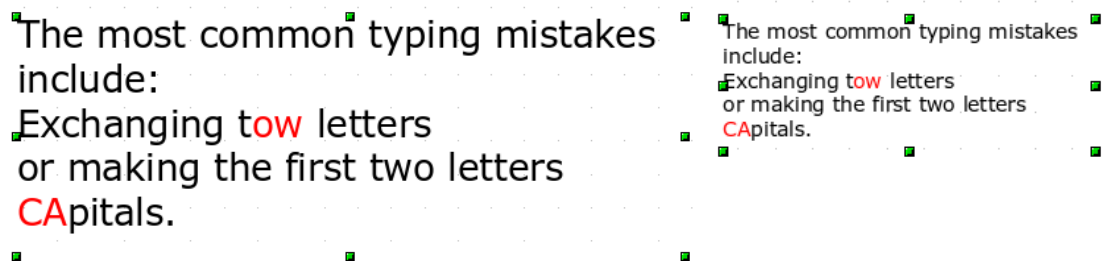 The most common typing mistakes
include:
Exchanging tow letters
or making the first two letters
CApitals.
The most common typing mistakes
include:
Exchanging tow letters
or making the first two letters
CApitals.